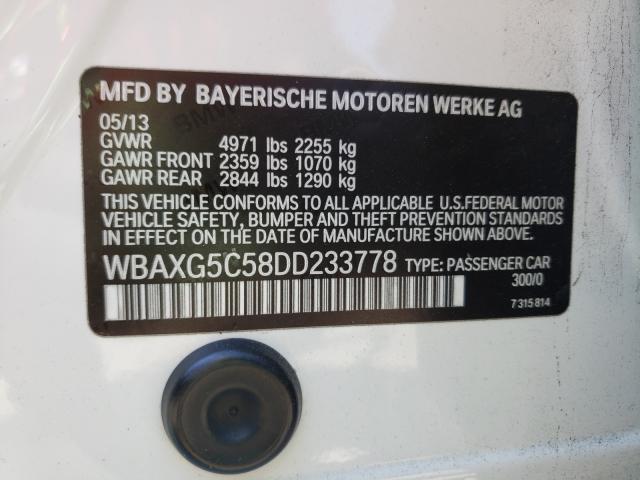 MFD BY BAYERISCHE MOTOREN WERKE AG
05/13
GVWR 4971 lbs 2255 kg
GAWR FRONT 2359 lbs 1070 kg
GAWR REAR 2844 lbs 1290 kg
THIS VEHICLE CONFORMS TO ALL APPLICABLE U.S.FEDERAL MOTOR
VEHICLE SAFETY, BUMPER AND THEFT PREVENTION STANDARDS
IN EFFECT ON THE DATE OF MANUFACTURE SHOWN ABOVE.
WBAXG5C58DD233778 TYPE: PASSENGER CAR
300/0
7 315 814